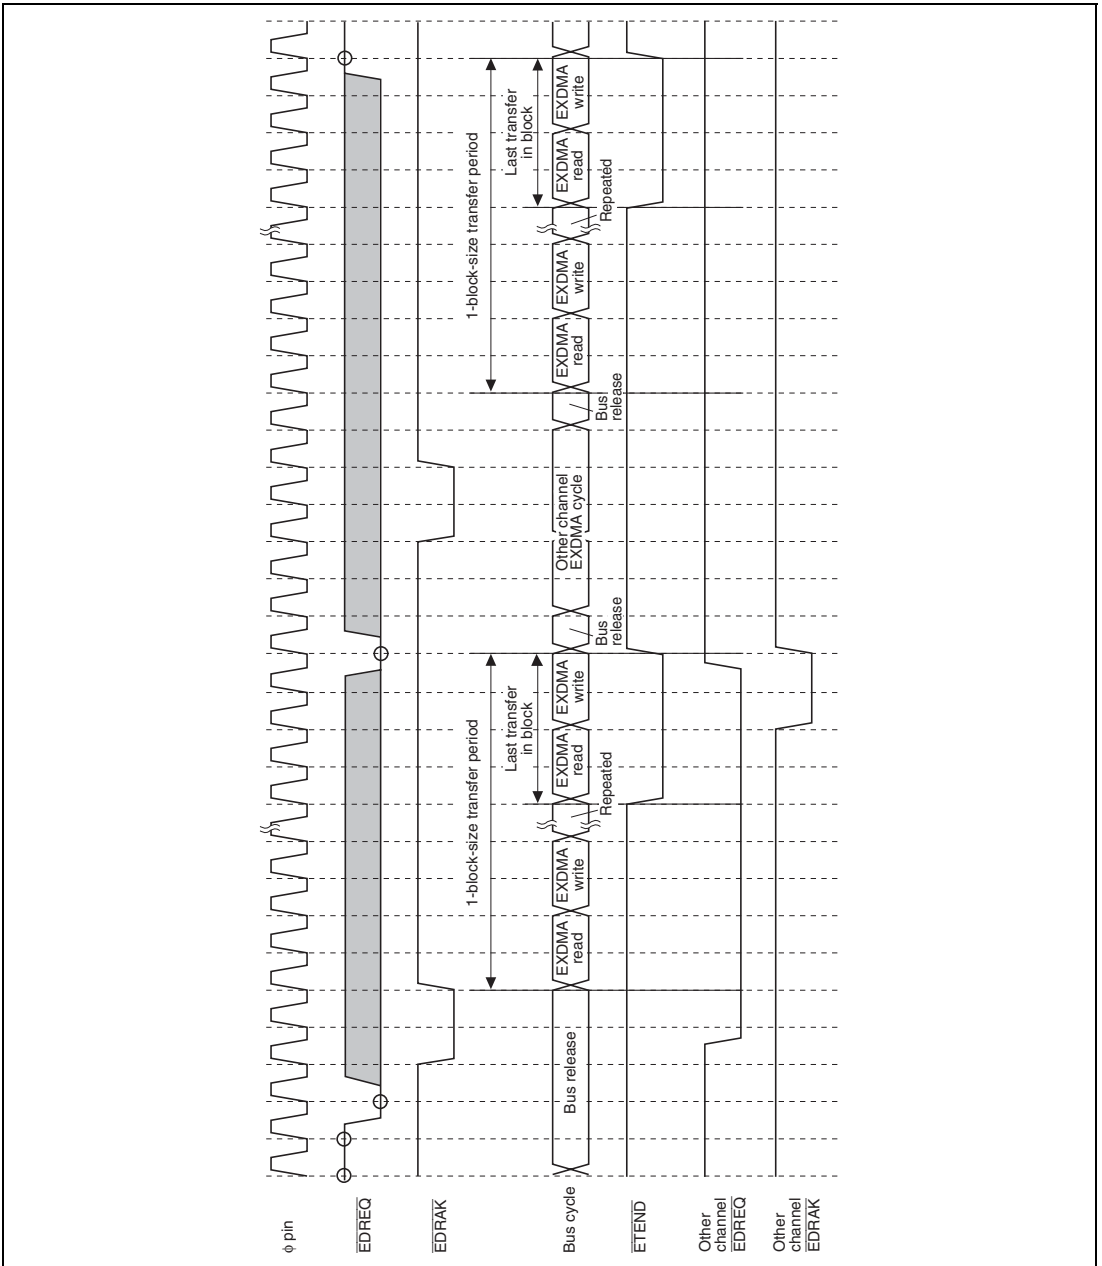 φ pin
EDREQ
EDRAK
1-block-size transfer period
1-block-size transfer period
Last transfer
in block
Last transfer
in block
Bus cycle
Bus release
EXDMA
read
EXDMA
write
Repeated
EXDMA
read
EXDMA
write
Bus
release
Other channel
EXDMA cycle
Bus
release
EXDMA
read
EXDMA
write
Repeated
EXDMA
read
EXDMA
write
ETEND
Other
channel
EDREQ
Other
channel
EDRAK